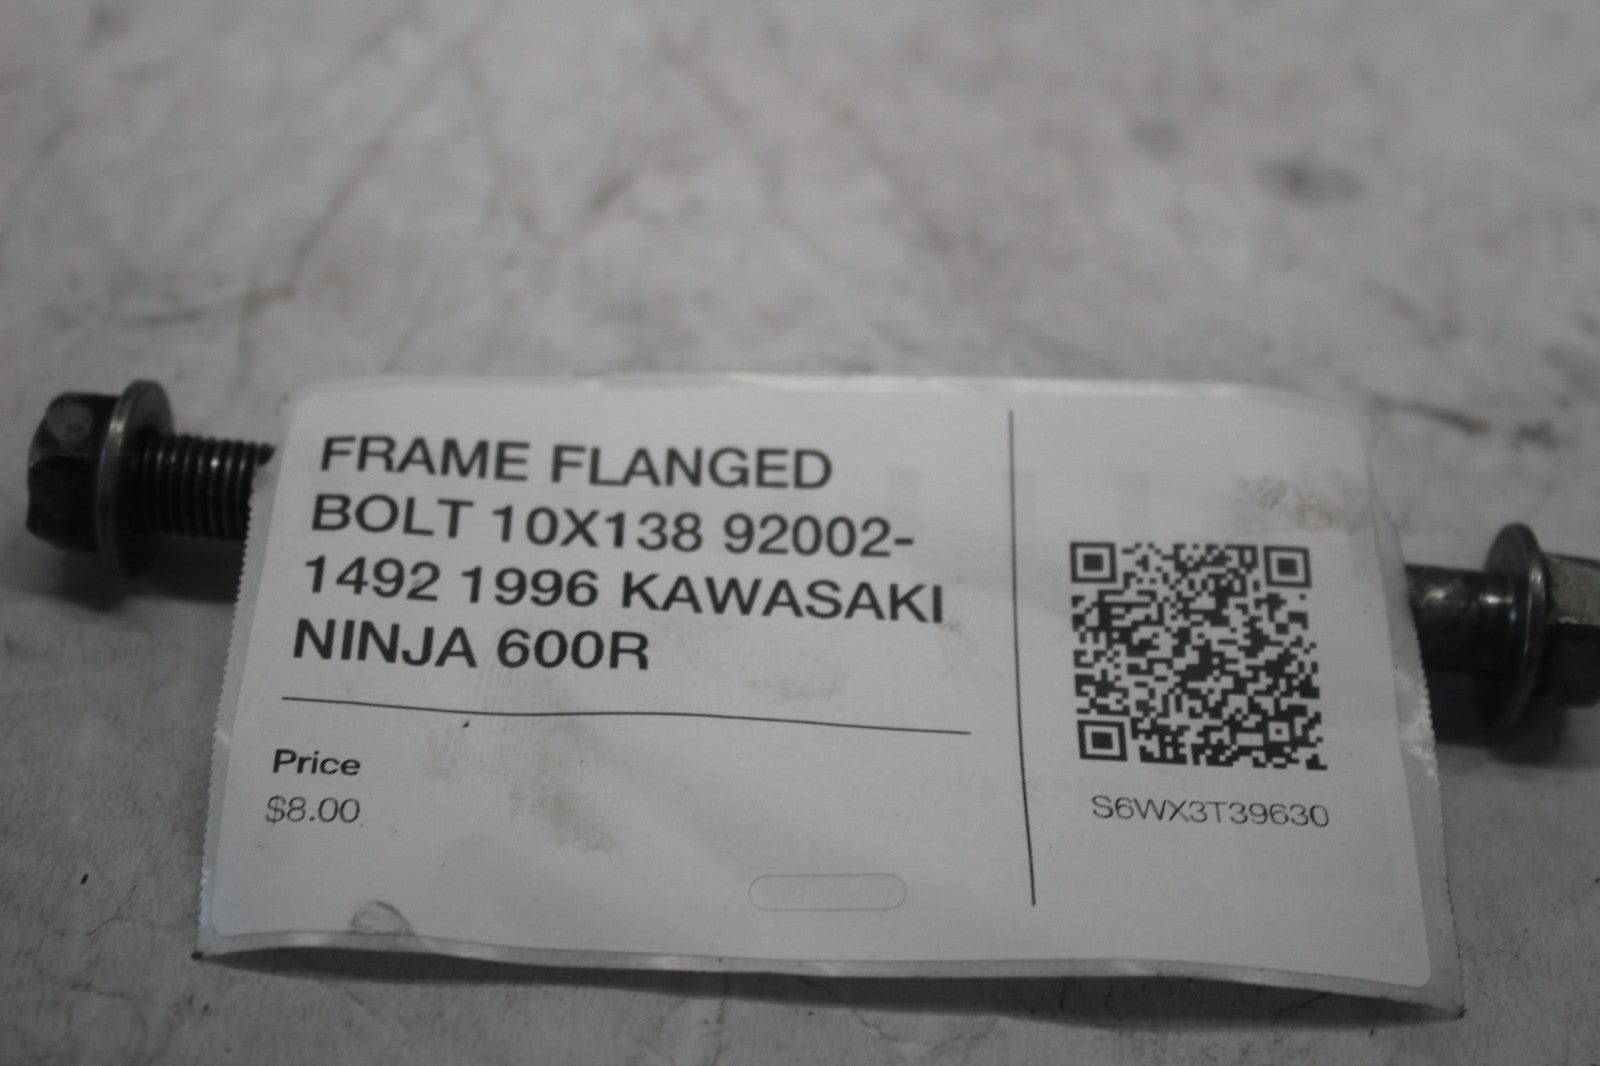 FRAME FLANGED
BOLT 10X138 92002-
1492 1996 KAWASAKI
NINJA 600R
Price
$8.00
S6WX3T39630